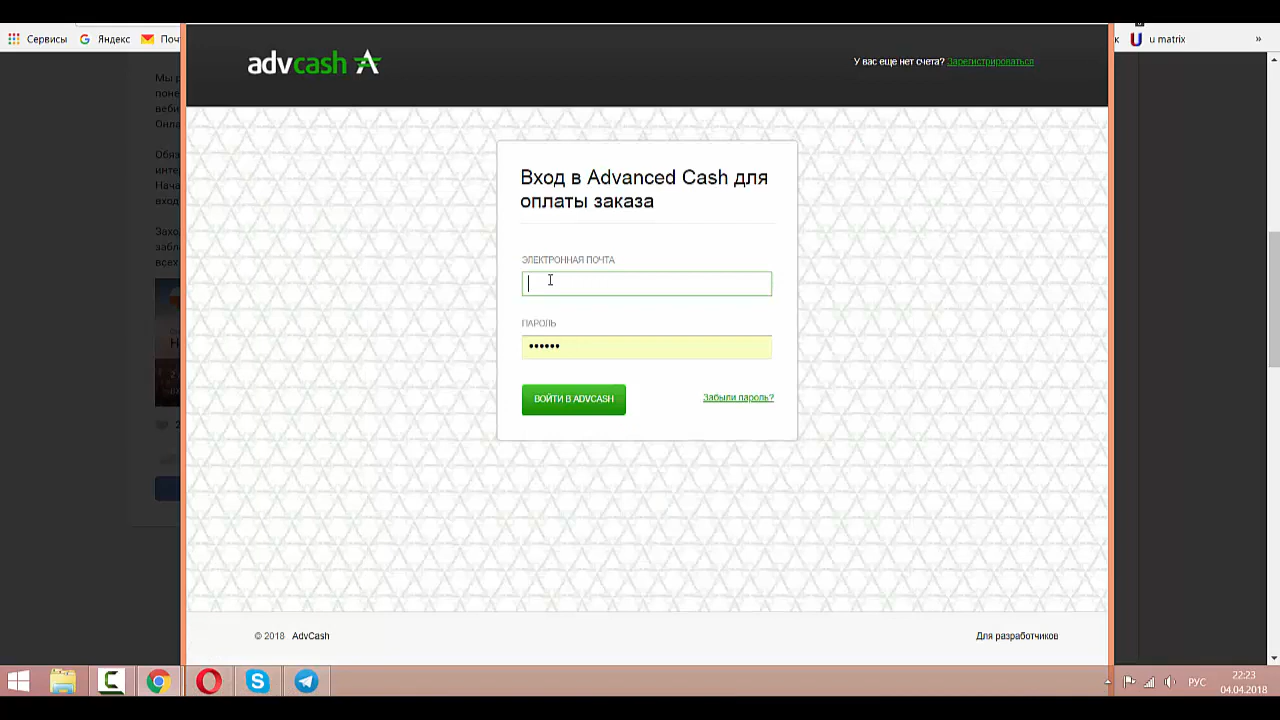 Сервисы
Яндекс
u matrix
»
advcash
У вас еще нет счета? Зарегистрироваться
Вход в Advanced Cash для
оплаты заказа
ЭЛЕКТРОННАЯ ПОЧТА
ПАРОЛЬ
ВОЙТИ В ADVCASH
Забыли пароль?
© 2018 AdvCash
Для разработчиков
РУС
22:23
04.04.2018